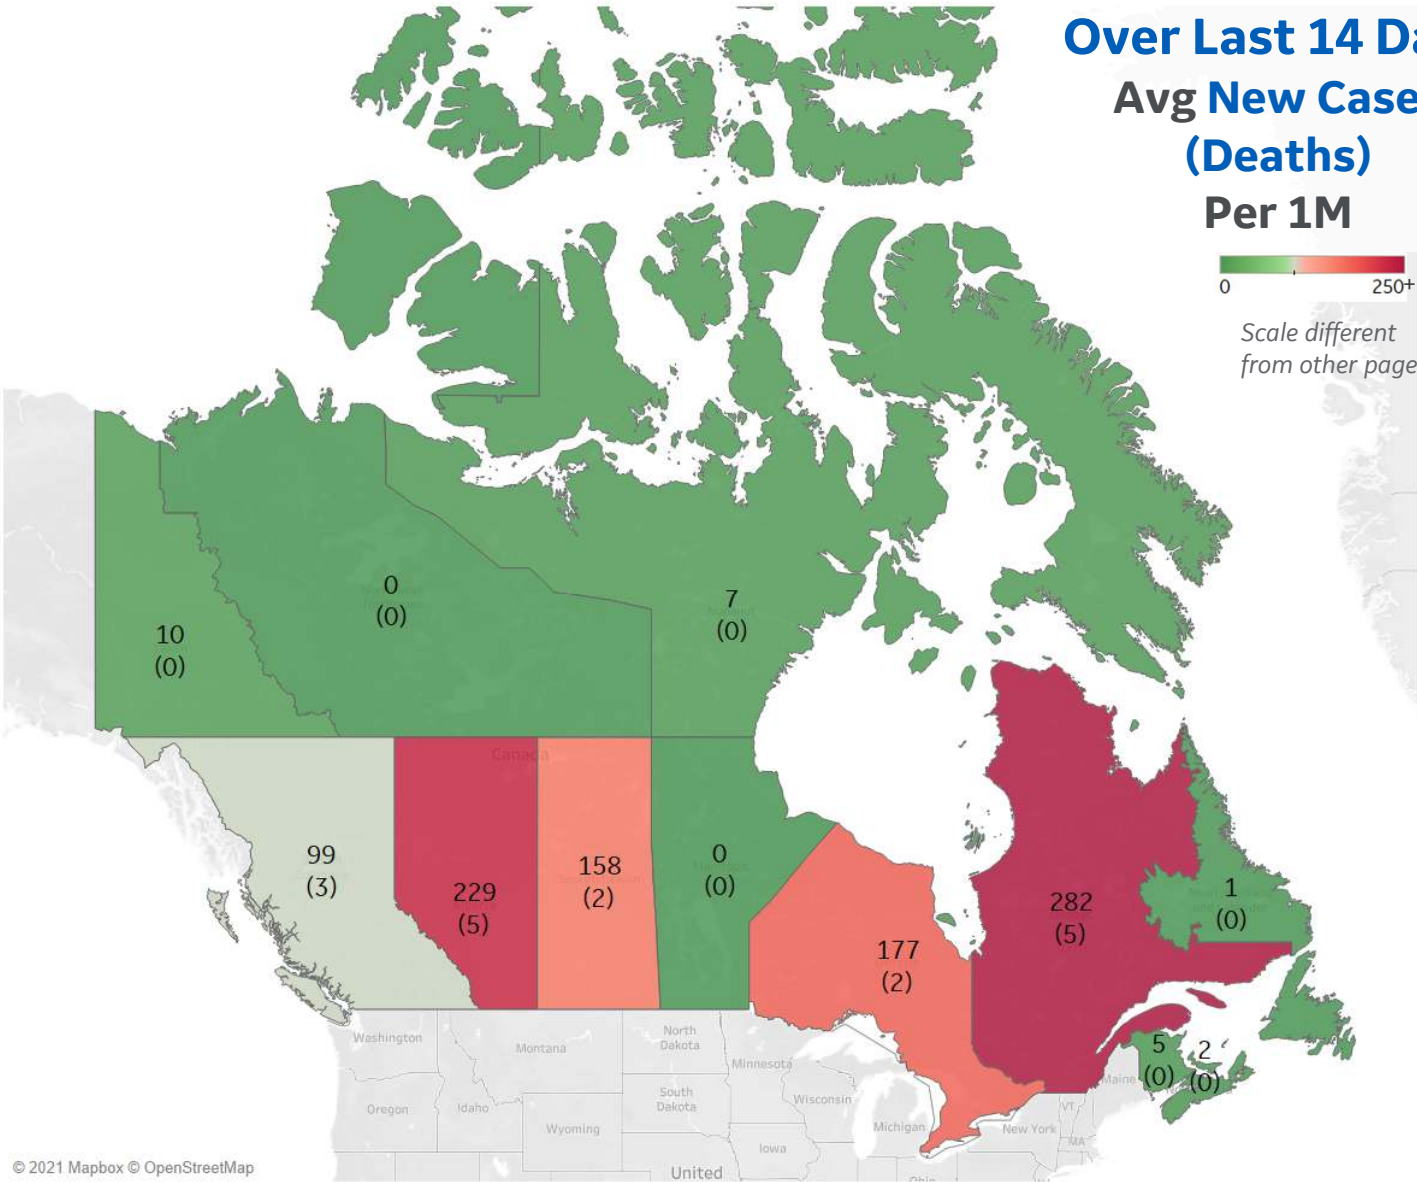 Over Last 14 Da
Avg New Case
(Deaths)
Per 1M
0
250+
Scale different
from other page
0
(0)
7
(0)
10
(0)
Canada
99
(3)
229
(5)
158
(2)
0
(0)
177
(2)
282
(5)
1
(0)
5
(0)
2
(0)
Washington
Montana
North
Dakota
Minnesota
Oregon
Idaho
South
Dakota
Wisconsin
Wyoming
Michigan
New York
VT
Maine
MA
Iowa
United
Ohio
© 2021 Mapbox © OpenStreetMap